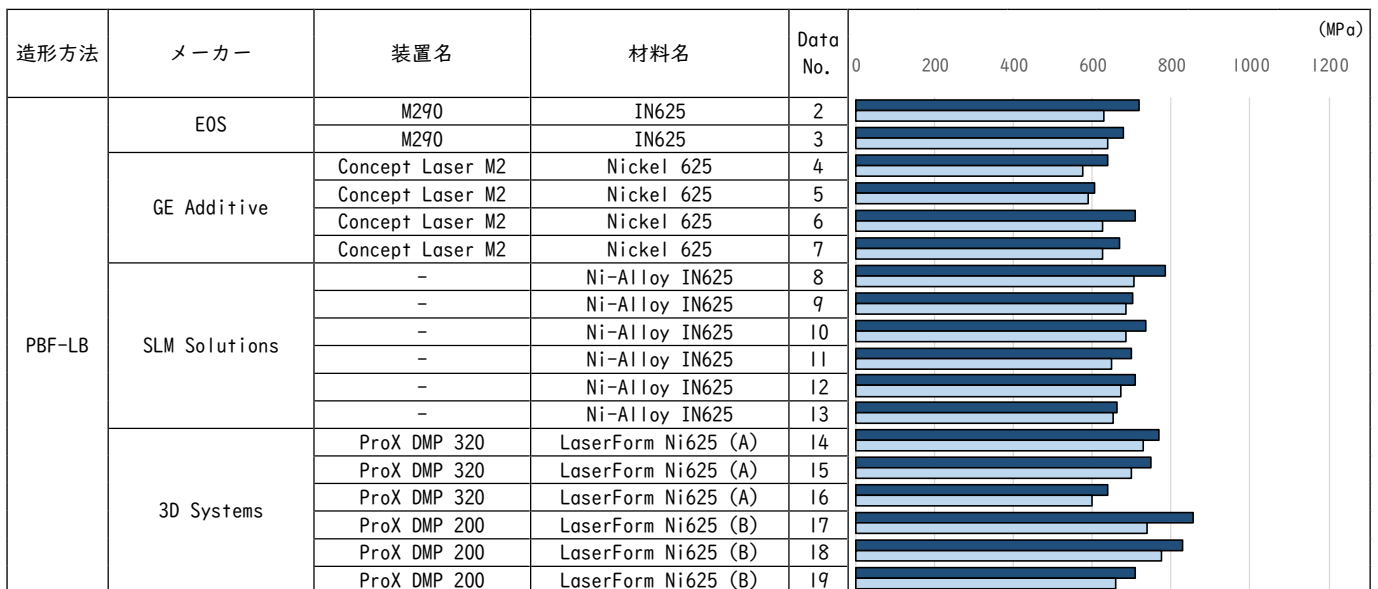 (MPa)
造形方法 メーカー 装置名 材料名 Data No. 0 200 400 600 800 1000 1200
PBF-LB
EOS
M290 IN625 2
M290 IN625 3
GE Additive
Concept Laser M2 Nickel 625 4
Concept Laser M2 Nickel 625 5
Concept Laser M2 Nickel 625 6
Concept Laser M2 Nickel 625 7
SLM Solutions
- Ni-Alloy IN625 8
- Ni-Alloy IN625 9
- Ni-Alloy IN625 10
- Ni-Alloy IN625 11
- Ni-Alloy IN625 12
- Ni-Alloy IN625 13
3D Systems
ProX DMP 320 LaserForm Ni625 (A) 14
ProX DMP 320 LaserForm Ni625 (A) 15
ProX DMP 320 LaserForm Ni625 (A) 16
ProX DMP 200 LaserForm Ni625 (B) 17
ProX DMP 200 LaserForm Ni625 (B) 18
ProX DMP 200 LaserForm Ni625 (B) 19